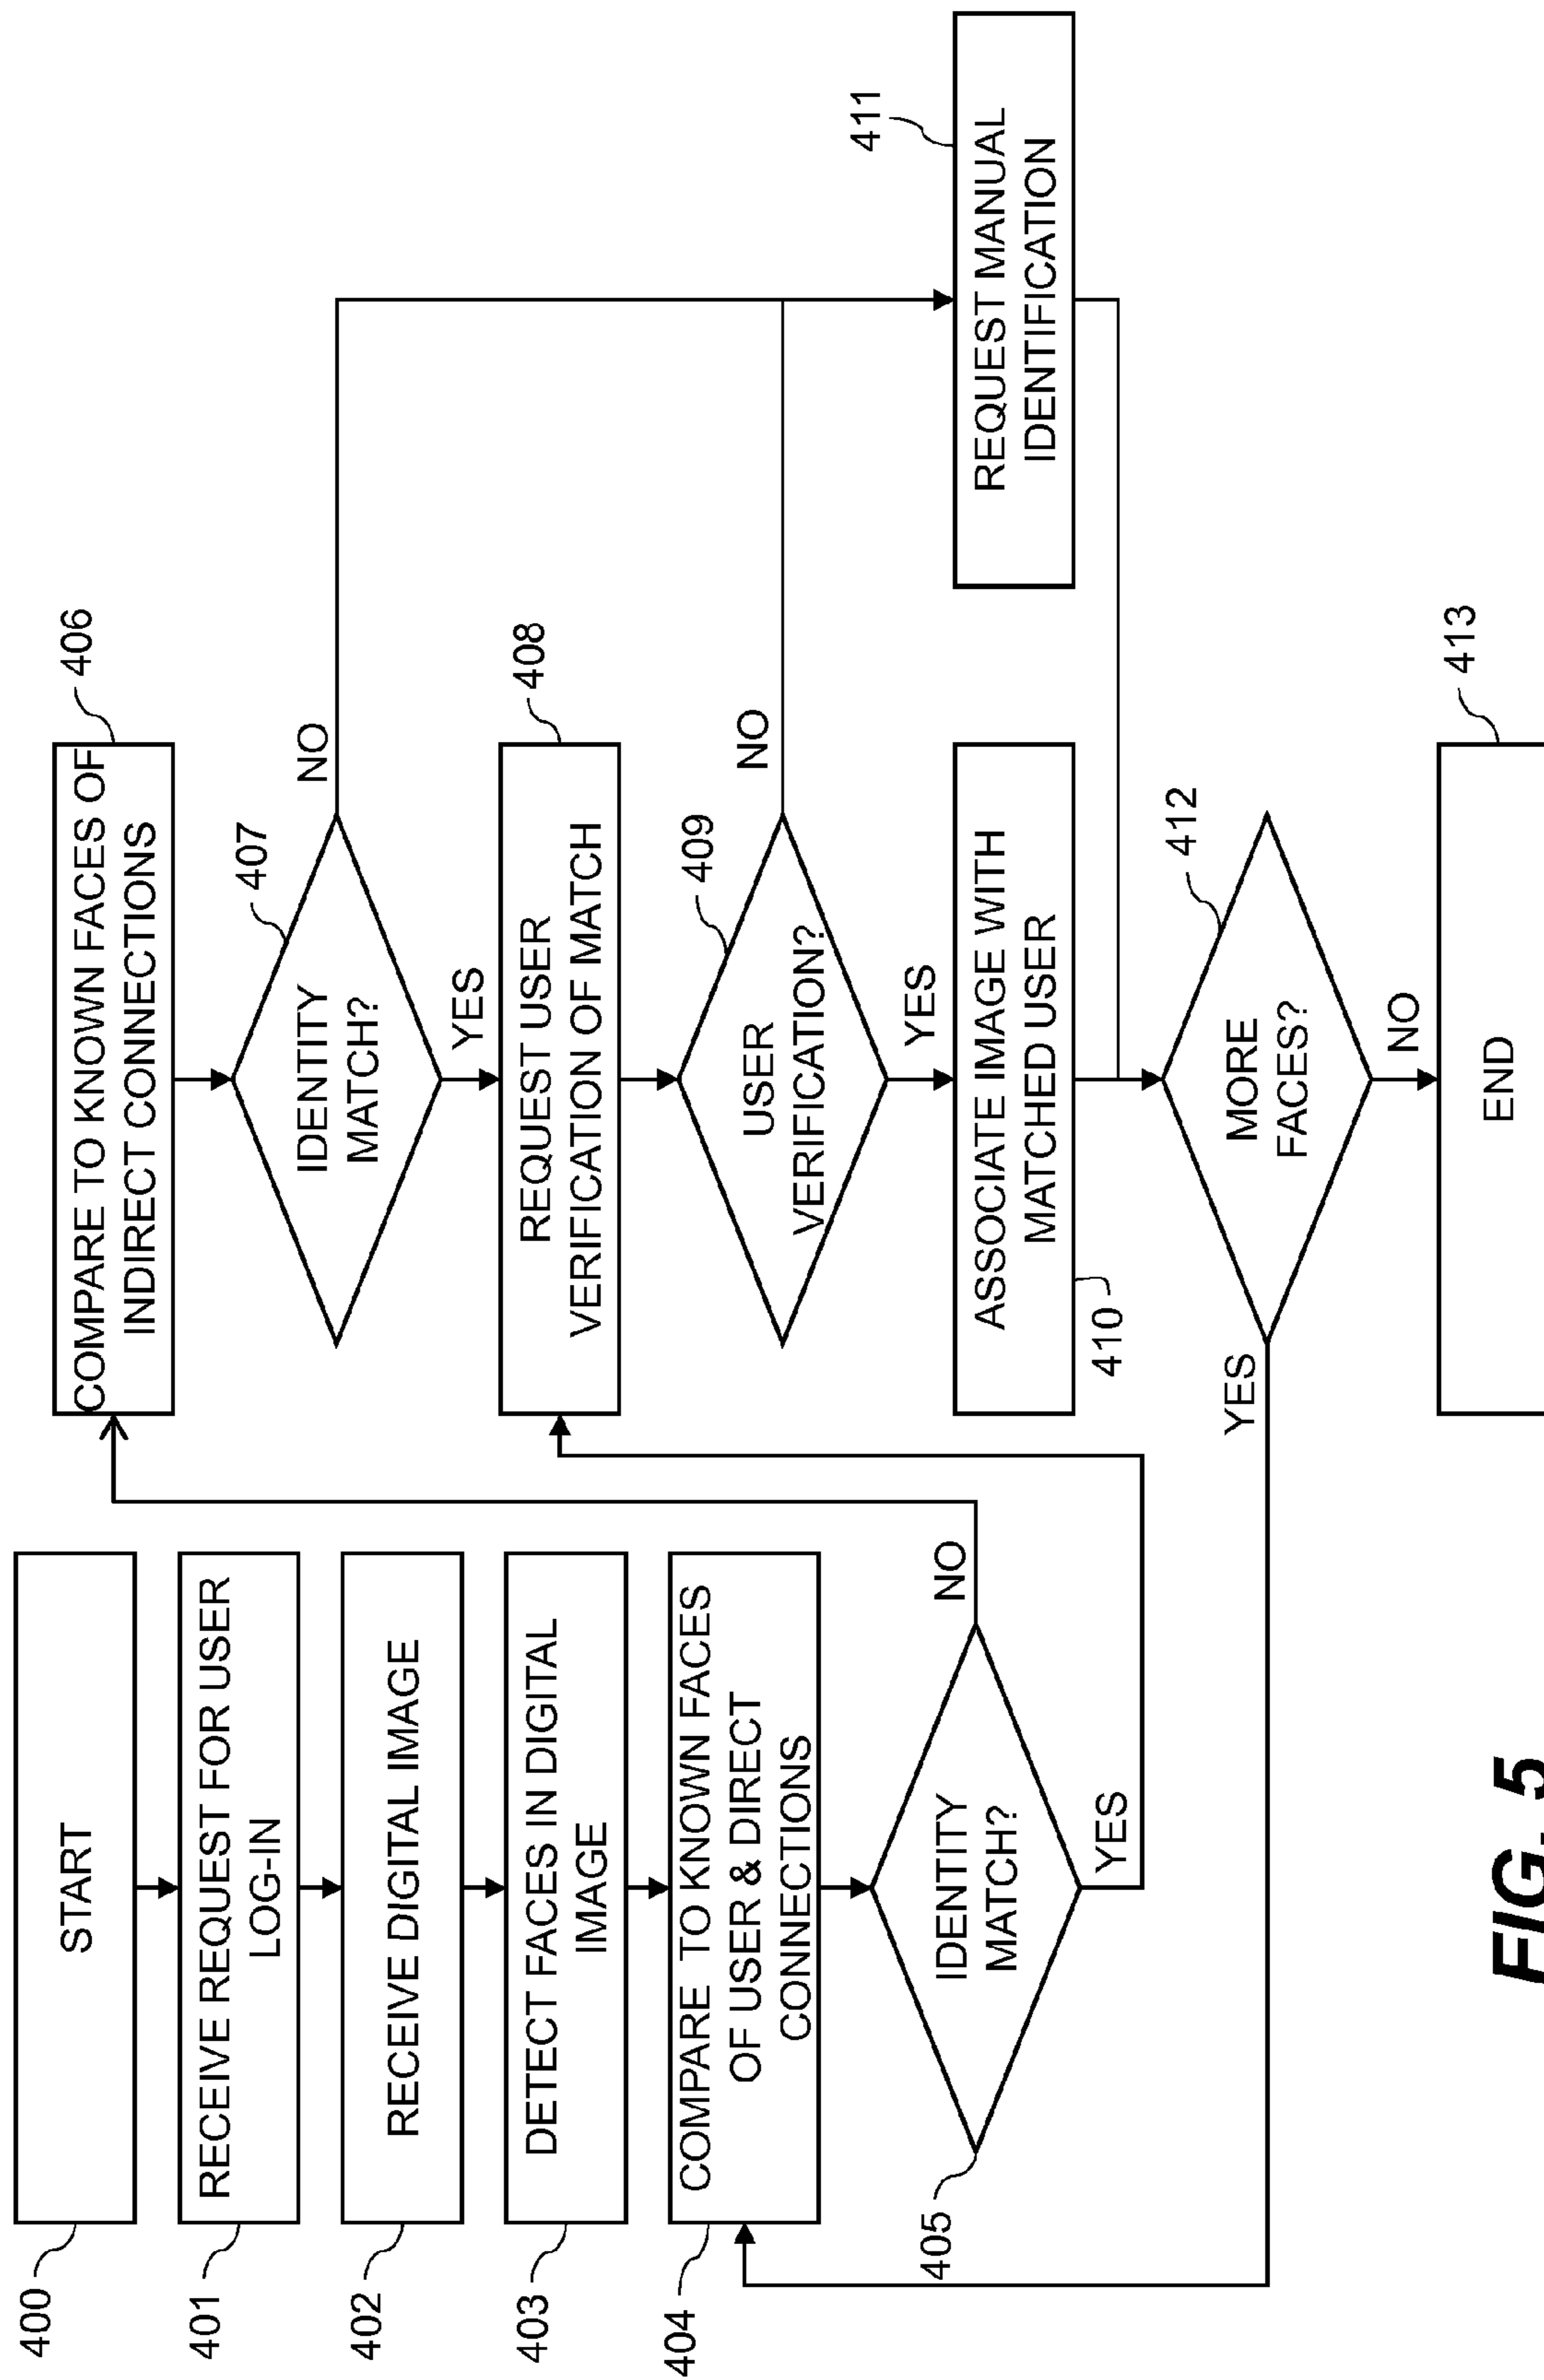 400
START
401
RECEIVE REQUEST FOR USER
LOG-IN
402
RECEIVE DIGITAL IMAGE
403
DETECT FACES IN DIGITAL
IMAGE
404
COMPARE TO KNOWN FACES
OF USER & DIRECT
CONNECTIONS
405
IDENTITY
MATCH?
NO
YES
406
COMPARE TO KNOWN FACES OF
INDIRECT CONNECTIONS
407
IDENTITY
MATCH?
NO
YES
408
REQUEST USER
VERIFICATION OF MATCH
409
USER
VERIFICATION?
NO
YES
410
ASSOCIATE IMAGE WITH
MATCHED USER
411
REQUEST MANUAL
IDENTIFICATION
412
MORE
FACES?
YES
NO
413
END
FIG. 5